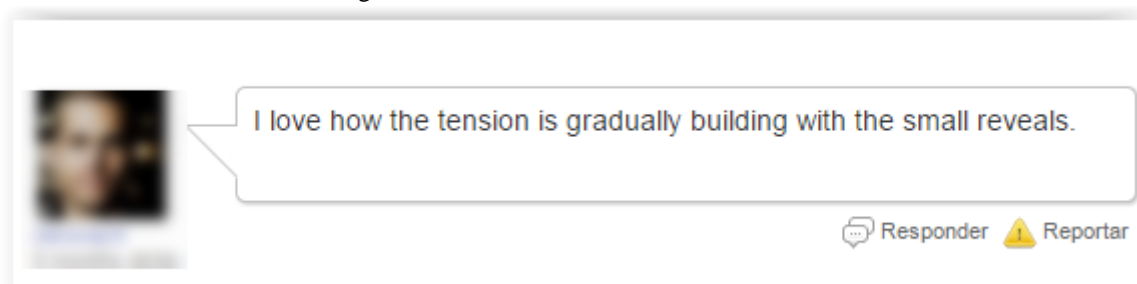 I love how the tension is gradually building with the small reveals.
Responder Reportar